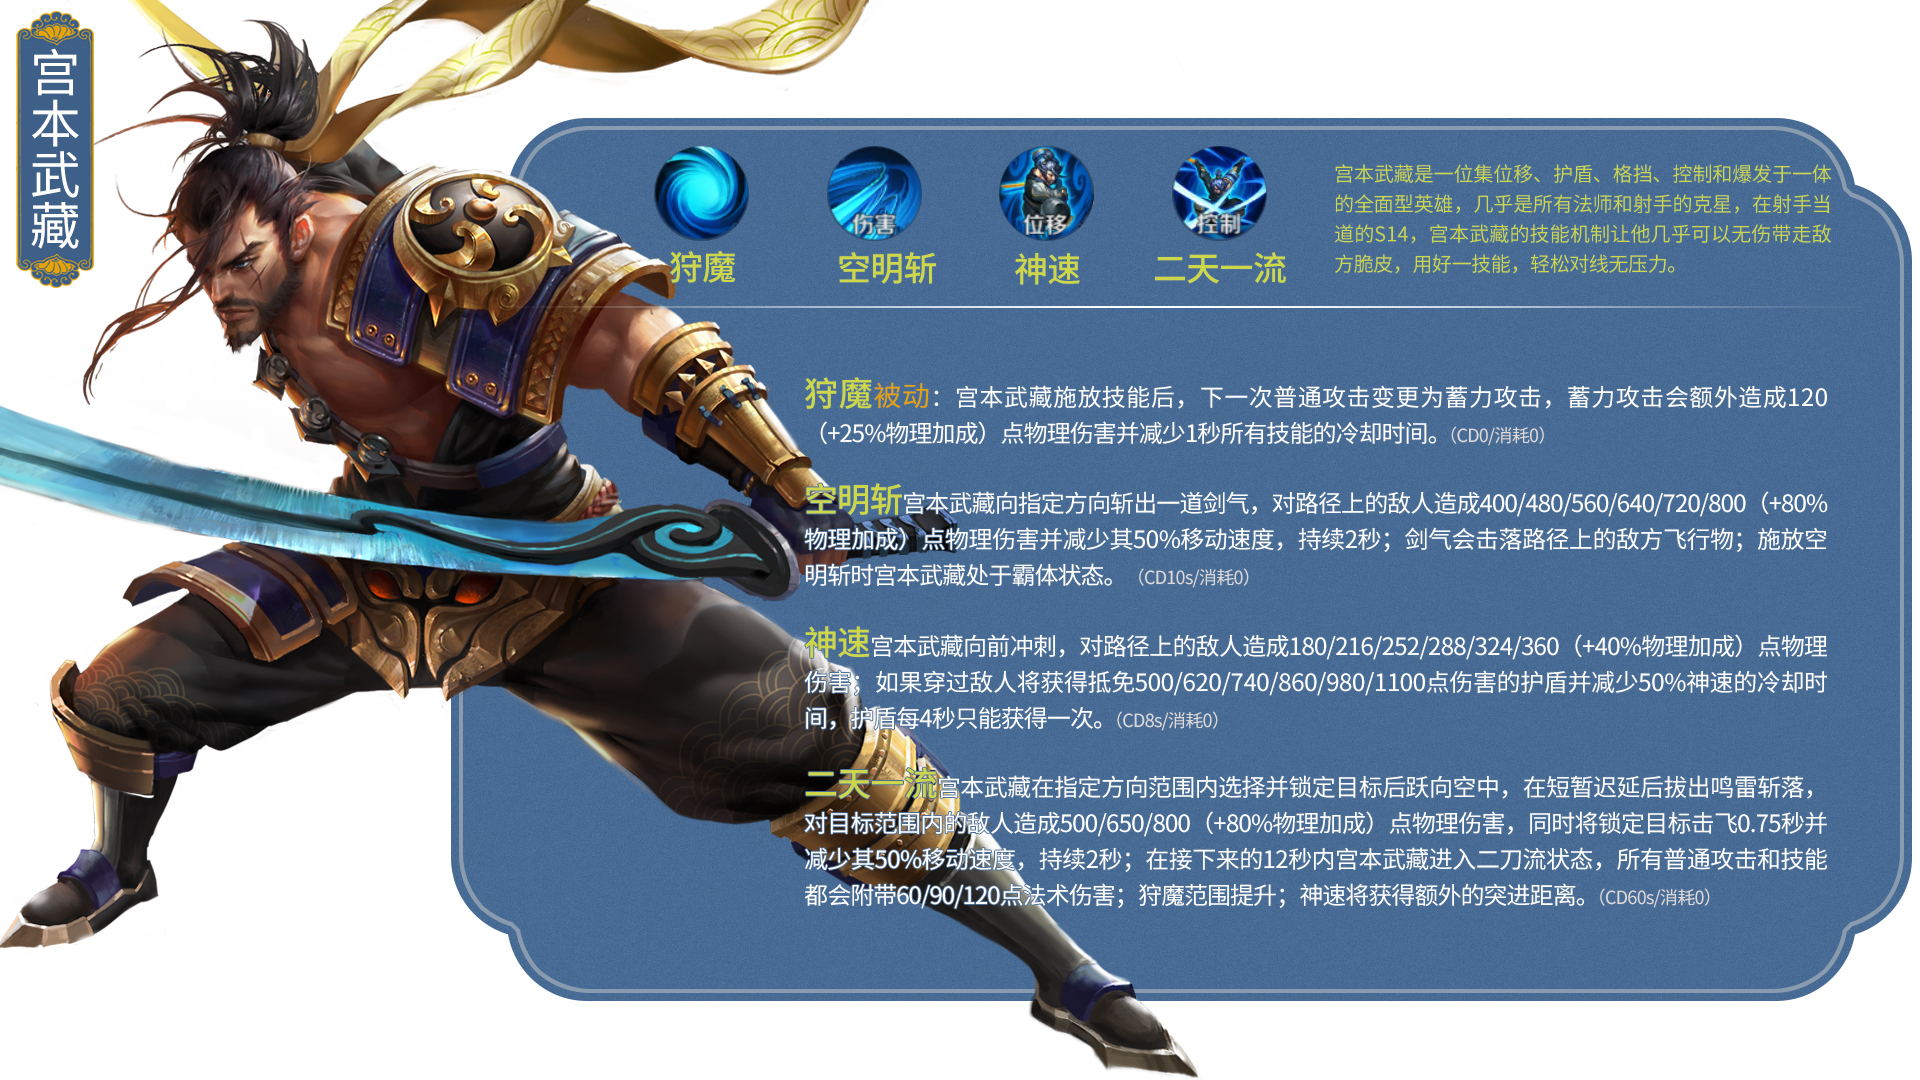 宫本武藏
伤害
位移
控制
狩魔
空明斩
神速
二天一流
宫本武藏是一位集位移、护盾、格挡、控制和爆发于一体
的全面型英雄，几乎是所有法师和射手的克星，在射手当
道的S14，宫本武藏的技能机制让他几乎可以无伤带走敌
方脆皮，用好一技能，轻松对线无压力。
狩魔被动：宫本武藏施放技能后，下一次普通攻击变更为蓄力攻击，蓄力攻击会额外造成120
（+25%物理加成）点物理伤害并减少1秒所有技能的冷却时间。（CD0/消耗0）
空明斩宫本武藏向指定方向斩出一道剑气，对路径上的敌人造成400/480/560/640/720/800（+80%
物理加成）点物理伤害并减少其50%移动速度，持续2秒；剑气会击落路径上的敌方飞行物；施放空
明斩时宫本武藏处于霸体状态。（CD10s/消耗0）
神速宫本武藏向前冲刺，对路径上的敌人造成180/216/252/288/324/360（+40%物理加成）点物理
伤害；如果穿过敌人将获得抵免500/620/740/860/980/1100点伤害的护盾并减少50%神速的冷却时
间，护盾每4秒只能获得一次。（CD8s/消耗0）
二天一流宫本武藏在指定方向范围内选择并锁定目标后跃向空中，在短暂迟延后拔出鸣雷斩落，
对目标范围内的敌人造成500/650/800（+80%物理加成）点物理伤害，同时将锁定目标击飞0.75秒并
减少其50%移动速度，持续2秒；在接下来的12秒内宫本武藏进入二刀流状态，所有普通攻击和技能
都会附带60/90/120点法术伤害；狩魔范围提升；神速将获得额外的突进距离。（CD60s/消耗0）